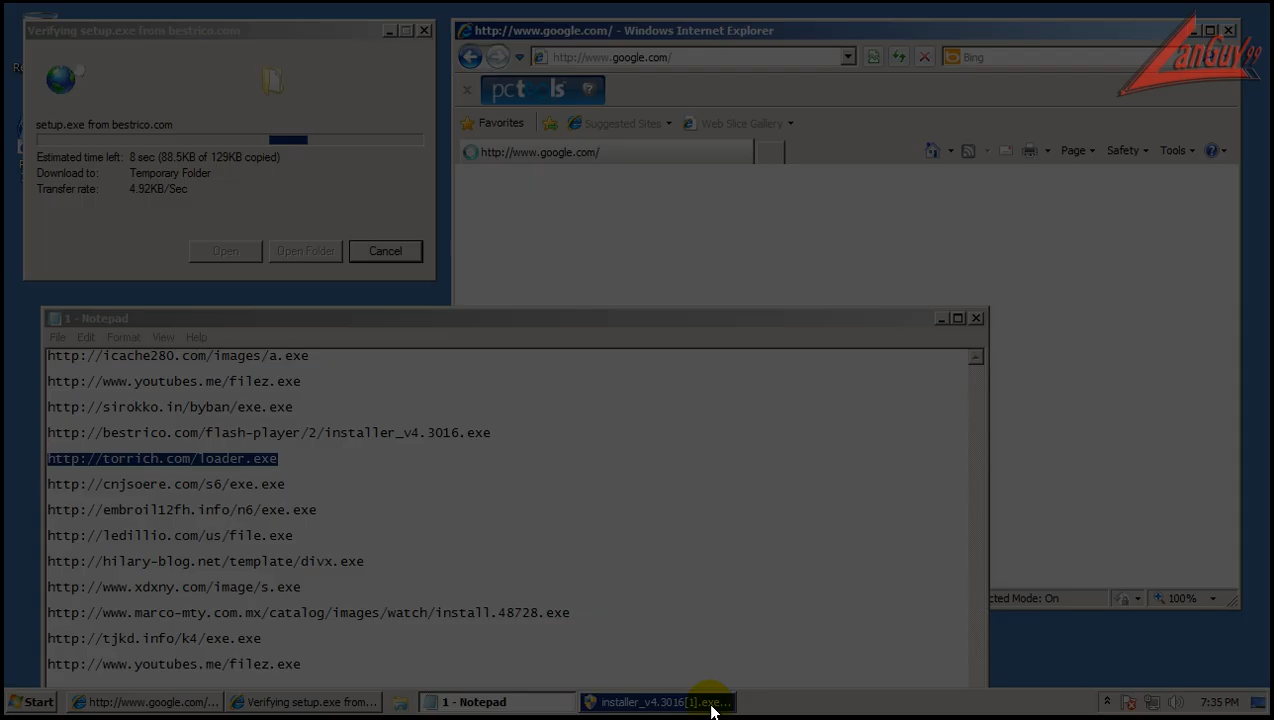 Verifying setup.exe from bestrico.com
setup.exe from bestrico.com
Estimated time left: 8 sec (88.5KB of 129KB copied)
Download to: Temporary Folder
Transfer rate: 4.92KB/Sec
Open Open Folder Cancel
http://www.google.com/ - Windows Internet Explorer
http://www.google.com/ Bing
LanGuy99
pct ls ?
Favorites Suggested Sites Web Slice Gallery
http://www.google.com/
Page Safety Tools
1 - Notepad
File Edit Format View Help
http://icache280.com/images/a.exe
http://www.youtubes.me/filez.exe
http://sirokko.in/byban/exe.exe
http://bestrico.com/flash-player/2/installer_v4.3016.exe
http://torrich.com/loader.exe
http://cnjsoere.com/s6/exe.exe
http://embroil12fh.info/n6/exe.exe
http://ledillio.com/us/file.exe
http://hilary-blog.net/template/divx.exe
http://www.xdxny.com/image/s.exe
http://www.marco-mty.com.mx/catalog/images/watch/install.48728.exe
http://tjkd.info/k4/exe.exe
http://www.youtubes.me/filez.exe
cted Mode: On 100%
Start http://www.google.com/... Verifying setup.exe from... 1 - Notepad installer_v4.3016[1].exe... 7:35 PM